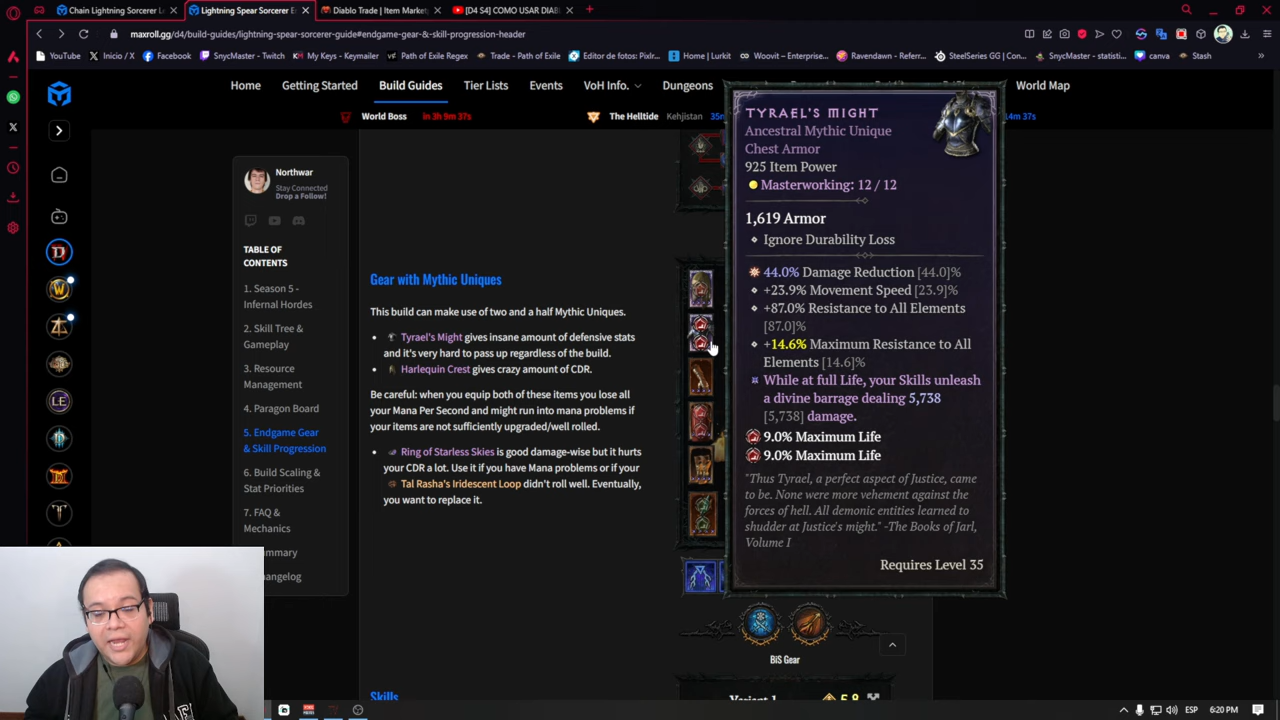 Chain Lightning Sorcerer L
Lightning Spear Sorcerer E
Diablo Trade | Item Market
[D4 S4] COMO USAR DIAB
maxroll.gg/d4/build-guides/lightning-spear-sorcerer-guide#endgame-gear-&-skill-progression-header
YouTube
Inicio / X
Facebook
SnycMaster - Twitch
My Keys - Keymailer
Path of Exile Regex
Trade - Path of Exile
Editor de fotos: Pixlr...
Home | Lurkit
Woovit – Enterprise...
Ravendawn - Referr...
SteelSeries GG | Con...
SnycMaster - statisti...
canva
Stash
Home
Getting Started
Build Guides
Tier Lists
Events
VoH Info.
Dungeons
World Map
World Boss
in 3h 9m 37s
The Helltide
Kehjistan
14m 37s
Northwar
Stay Connected
Drop a Follow!
TABLE OF
CONTENTS
1. Season 5 -
Infernal Hordes
2. Skill Tree &
Gameplay
3. Resource
Management
4. Paragon Board
5. Endgame Gear
& Skill Progression
6. Build Scaling &
Stat Priorities
7. FAQ &
Mechanics
ummary
hangelog
Gear with Mythic Uniques
This build can make use of two and a half Mythic Uniques.
Tyrael's Might gives insane amount of defensive stats
and it's very hard to pass up regardless of the build.
Harlequin Crest gives crazy amount of CDR.
Be careful: when you equip both of these items you lose all
your Mana Per Second and might run into mana problems if
your items are not sufficiently upgraded/well rolled.
Ring of Starless Skies is good damage-wise but it hurts
your CDR a lot. Use it if you have Mana problems or if your
Tal Rasha's Iridescent Loop didn't roll well. Eventually,
you want to replace it.
Skills
TYRAEL'S MIGHT
Ancestral Mythic Unique
Chest Armor
925 Item Power
Masterworking: 12 / 12
1,619 Armor
Ignore Durability Loss
44.0% Damage Reduction [44.0]%
+23.9% Movement Speed [23.9]%
+87.0% Resistance to All Elements
[87.0]%
+14.6% Maximum Resistance to All
Elements [14.6]%
While at full Life, your Skills unleash
a divine barrage dealing 5,738
[5,738] damage.
9.0% Maximum Life
9.0% Maximum Life
"Thus Tyrael, a perfect aspect of Justice, came
to be. None were more vehement against the
forces of hell. All demonic entities learned to
shudder at Justice's might." -The Books of Jarl,
Volume I
Requires Level 35
BiS Gear
Variant 1
5.8
ESP
6:20 PM